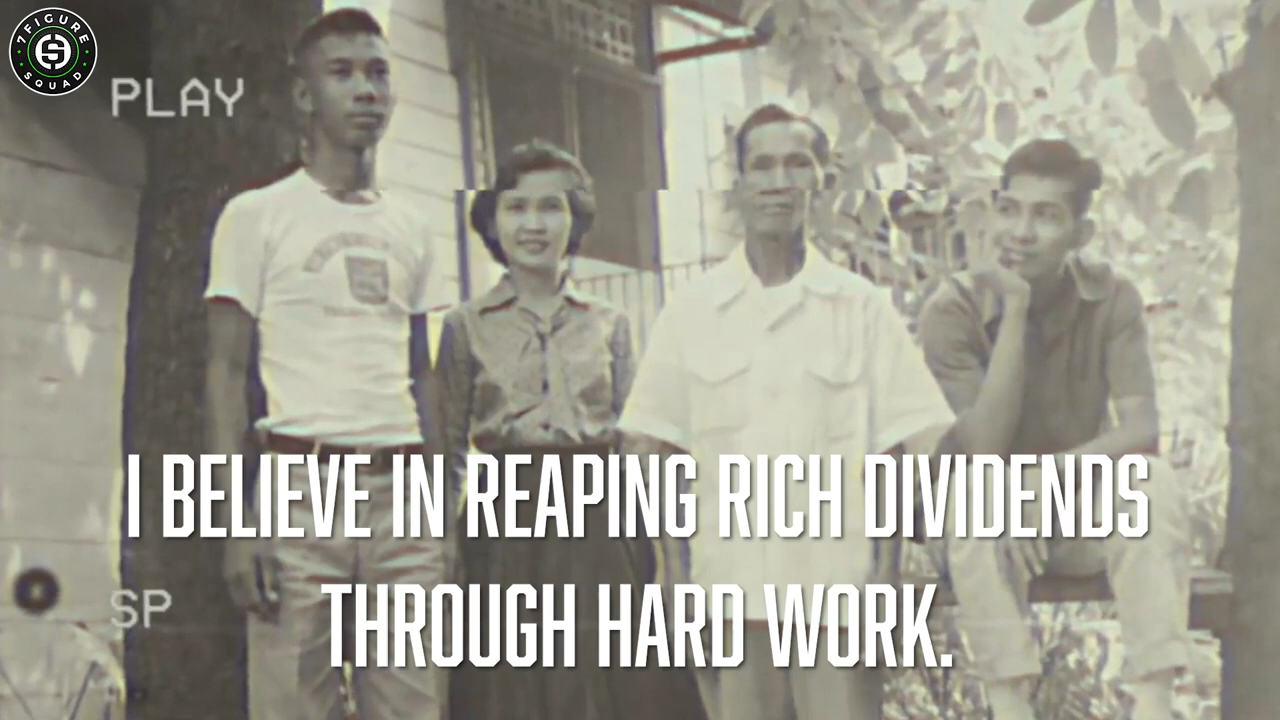 7FIGURE
SQUAD
PLAY
I BELIEVE IN REAPING RICH DIVIDENDS
THROUGH HARD WORK.
SP